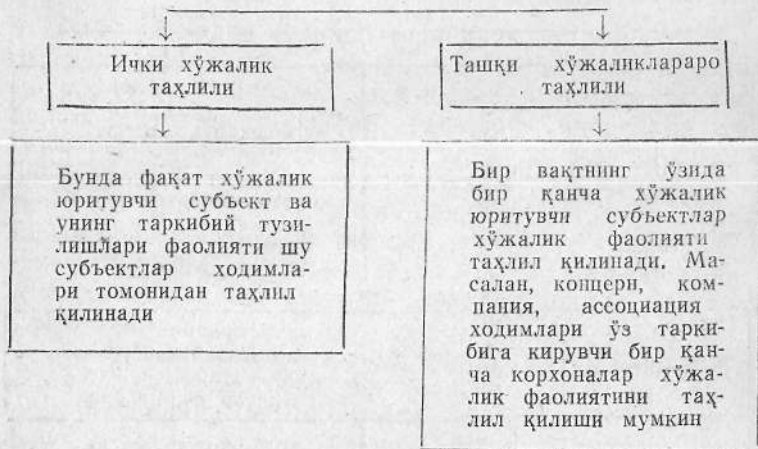 Ички хўжалик
таҳлили
Ташқи хўжаликлараро
таҳлили
Бунда фақат хўжалик
юритувчи субъект ва
унинг таркибий тузи-
лишлари фаолияти шу
субъектлар ходимла-
ри томонидан таҳлил
қилинади
Бир вақтнинг ўзида
бир қанча хўжалик
юритувчи субъектлар
хўжалик фаолияти
таҳлил қилинади. Ма-
салан, концерн, ком-
пания, ассоциация
ходимлари ўз тарки-
бига кирувчи бир қан-
ча корхоналар хўжа-
лик фаолиятини таҳ-
лил қилиши мумкин